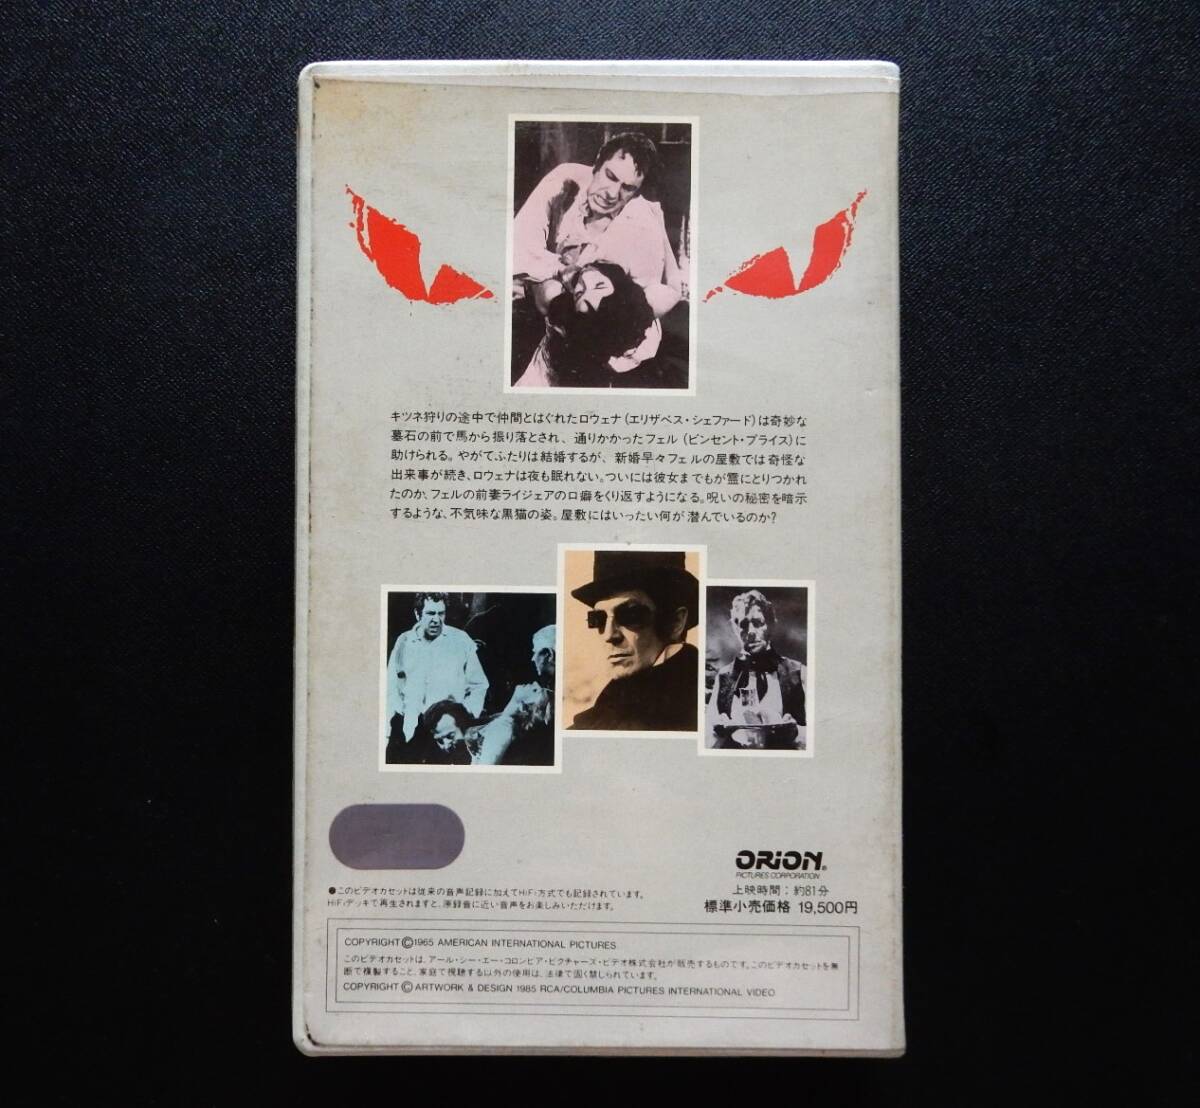 キツネ狩りの途中で仲間とはぐれたロウェナ(エリザベス・シェファード)は奇妙な
墓石の前で馬から振り落とされ、通りかかったフェル(ビンセント・プライス)に
助けられる。やがてふたりは結婚するが、新婚早々フェルの屋敷では奇怪な
出来事が続き、ロウェナは夜も眠れない。ついには彼女までもが霊にとりつかれ
たのか、フェルの前妻ライジェアの口癖をくり返すようになる。呪いの秘密を暗示
するような、不気味な黒猫の姿。屋敷にはいったい何が潜んでいるのか?
ORION®
PICTURES CORPORATION
上映時間:約81分
標準小売価格 19,500円
●このビデオカセットは従来の音声記録に加えてHiFi方式でも記録されています。
HiFiデッキで再生されますと、原録音に近い音声をお楽しみいただけます。
COPYRIGHT©1965 AMERICAN INTERNATIONAL PICTURES
このビデオカセットは、アール・シー・エー・コロンビア・ピクチャーズ・ビデオ株式会社が販売するものです。このビデオカセットを無
断で複製すること、家庭で視聴する以外の使用は、法律で固く禁じられています。
COPYRIGHT © ARTWORK & DESIGN 1985 RCA/COLUMBIA PICTURES INTERNATIONAL VIDEO